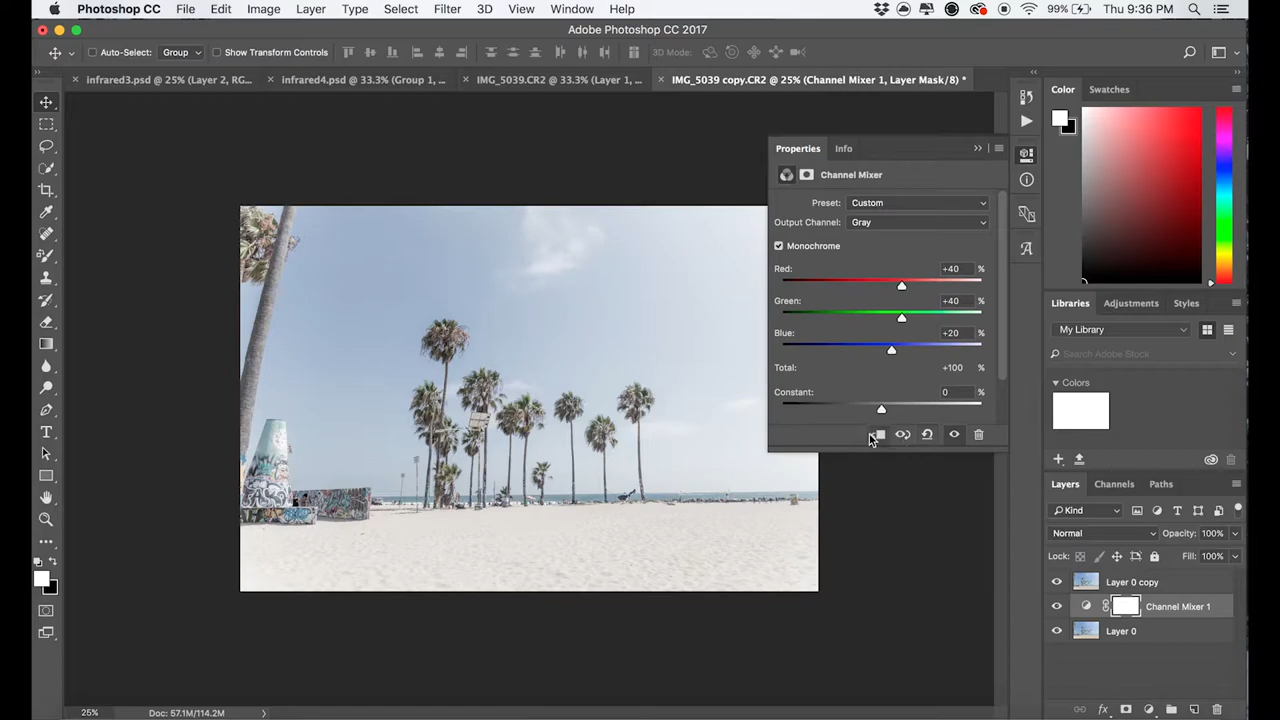 Photoshop CC File Edit Image Layer Type Select Filter 3D View Window Help 99% Thu 9:36 PM
Adobe Photoshop CC 2017
Auto-Select: Group Show Transform Controls 3D Mode:
infrared3.psd @ 25% (Layer 2, RG... infrared4.psd @ 33.3% (Group 1, ... IMG_5039.CR2 @ 33.3% (Layer 1, ... IMG_5039 copy.CR2 @ 25% (Channel Mixer 1, Layer Mask/8) *
Color Swatches
Properties Info
Channel Mixer
Preset: Custom
Output Channel: Gray
Monochrome
Red: +40 %
Green: +40 %
Blue: +20 %
Total: +100 %
Constant: 0 %
Libraries Adjustments Styles
My Library
Search Adobe Stock
Colors
Layers Channels Paths
Kind
Normal Opacity: 100%
Lock: Fill: 100%
Layer 0 copy
Channel Mixer 1
Layer 0
25% Doc: 57.1M/114.2M